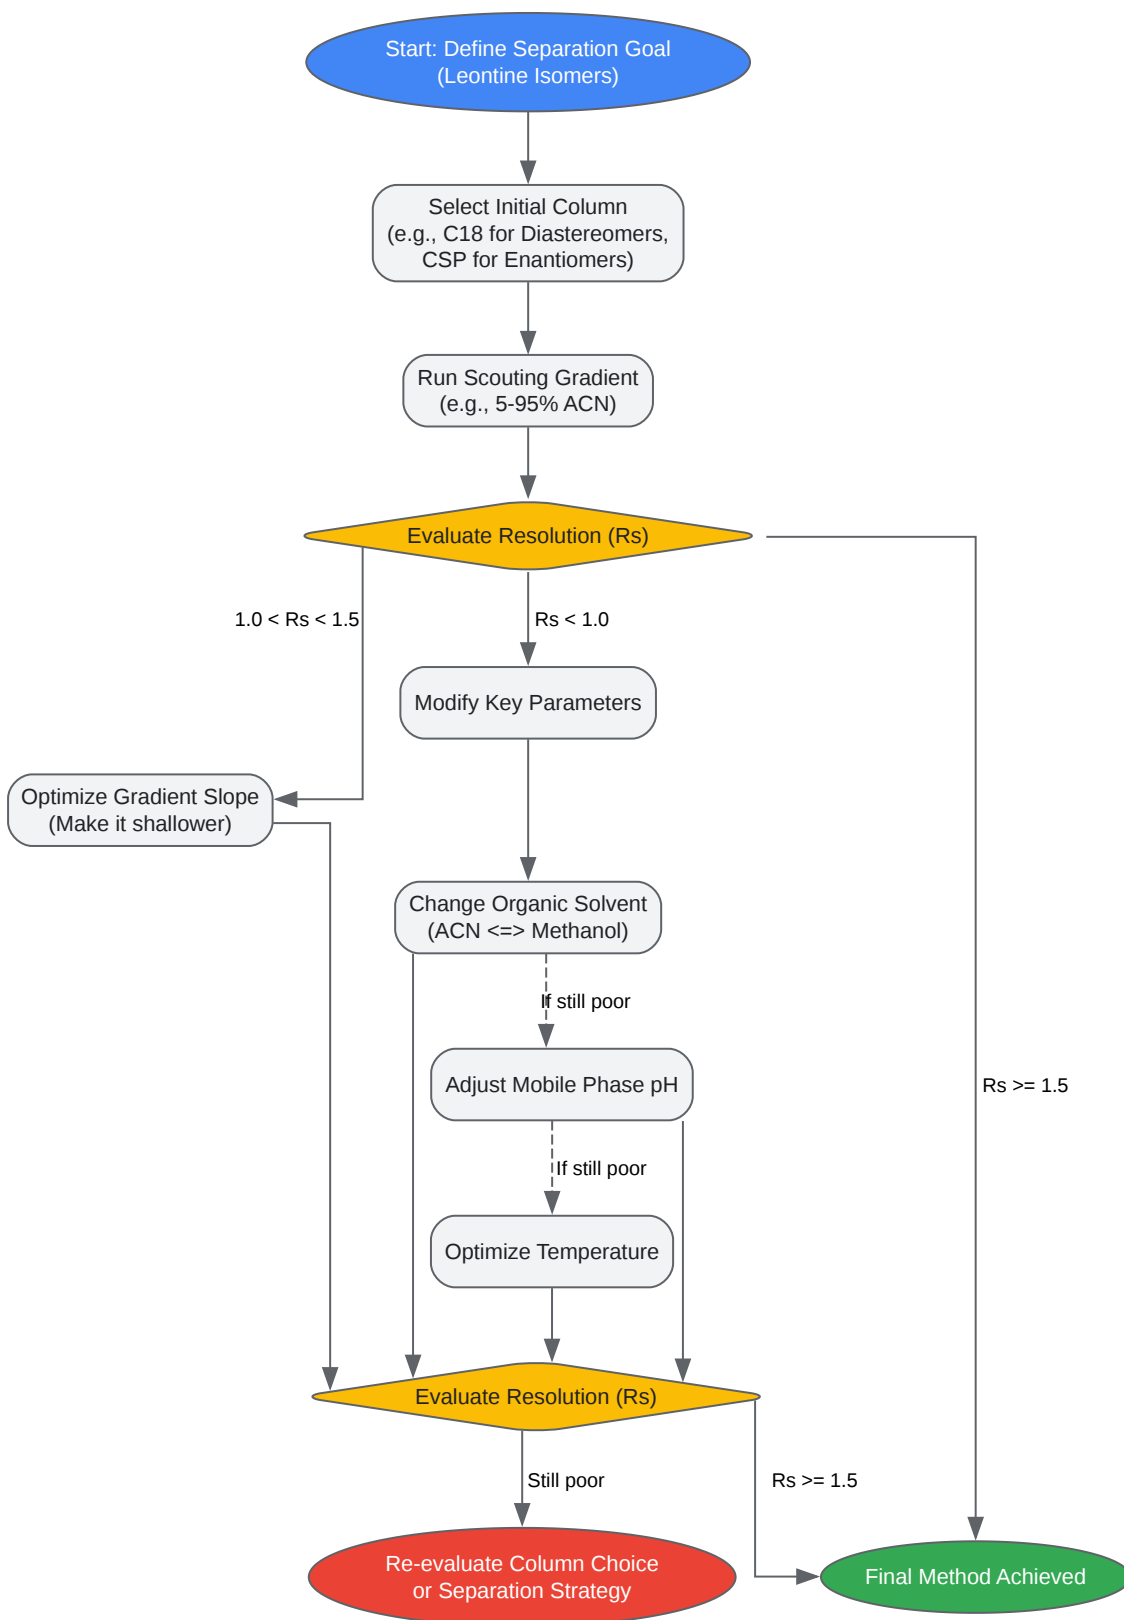 Start: Define Separation Goal
(Leontine Isomers)
Select Initial Column
(e.g., C18 for Diastereomers,
CSP for Enantiomers)
Run Scouting Gradient
(e.g., 5-95% ACN)
Evaluate Resolution (Rs)
1.0 < Rs < 1.5
Rs < 1.0
Modify Key Parameters
Optimize Gradient Slope
(Make it shallower)
Change Organic Solvent
(ACN <=> Methanol)
If still poor
Adjust Mobile Phase pH
Rs >= 1.5
If still poor
Optimize Temperature
Evaluate Resolution (Rs)
Still poor
Rs >= 1.5
Re-evaluate Column Choice
or Separation Strategy
Final Method Achieved